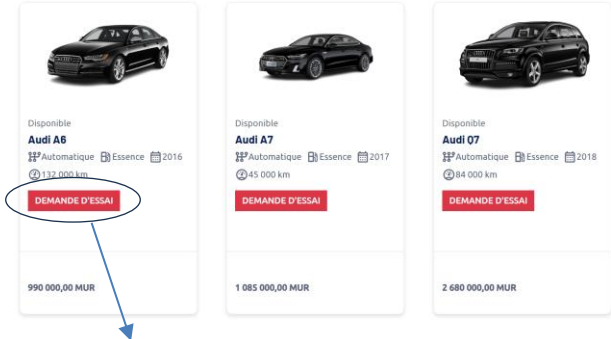 Disponible
Audi A6
Automatique Essence 2016
132 000 km
DEMANDE D'ESSAI
990 000,00 MUR
Disponible
Audi A7
Automatique Essence 2017
45 000 km
DEMANDE D'ESSAI
1 085 000,00 MUR
Disponible
Audi Q7
Automatique Essence 2018
84 000 km
DEMANDE D'ESSAI
2 680 000,00 MUR